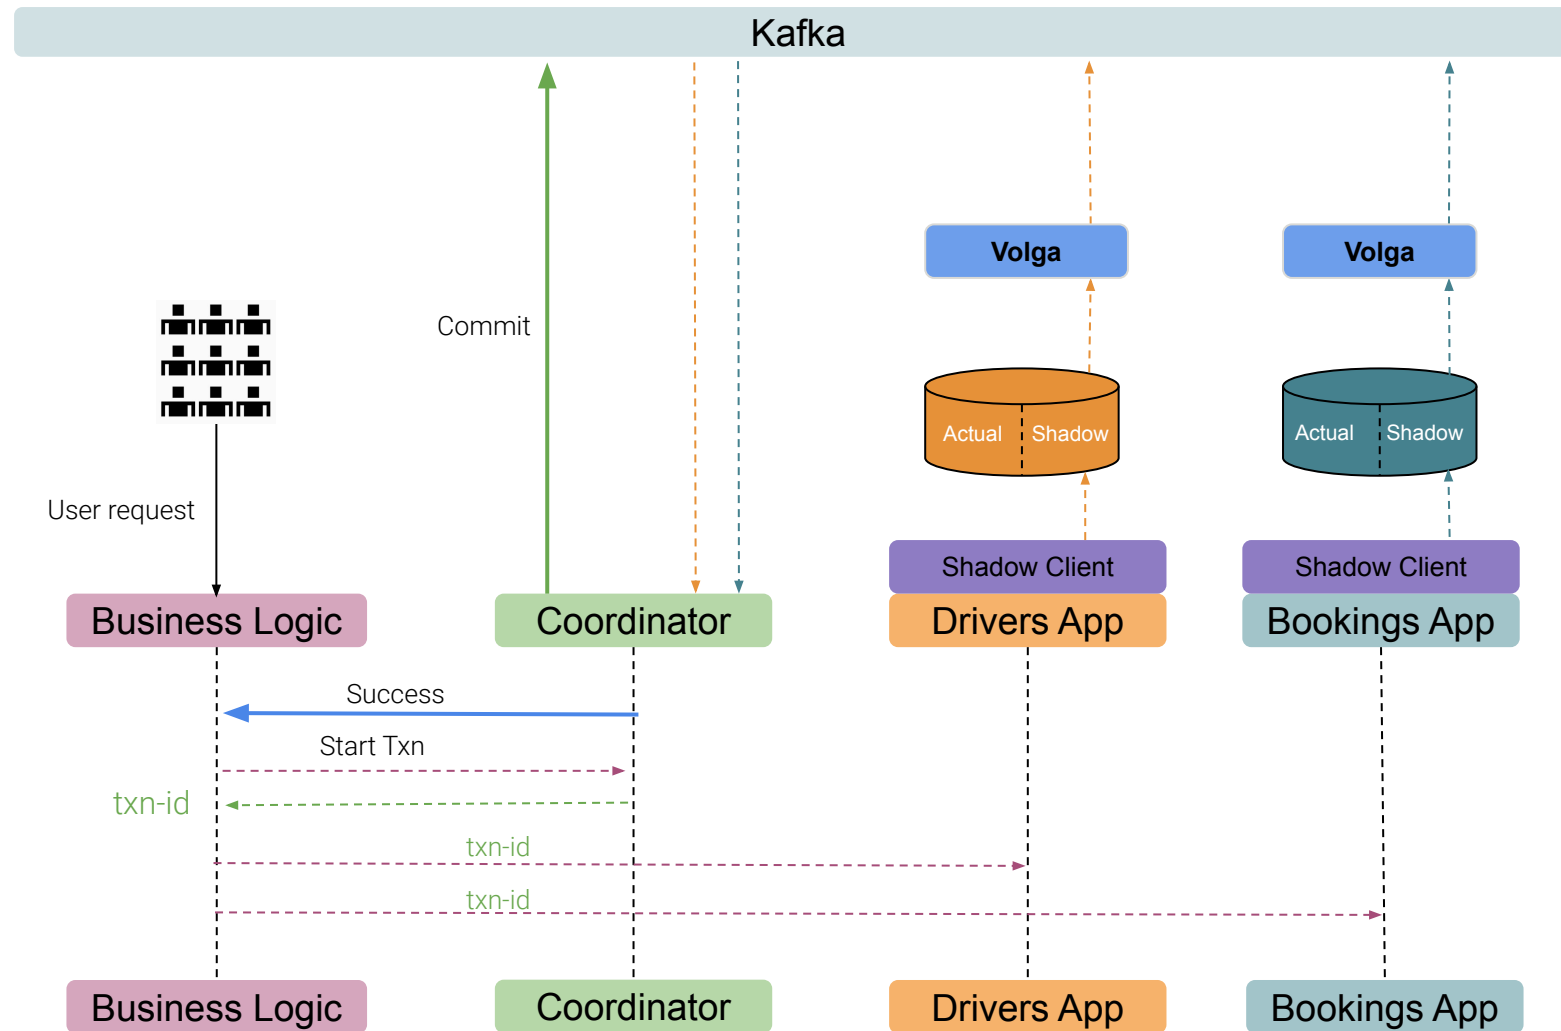 Kafka
Volga
Volga
Commit
Actual
Shadow
Actual
Shadow
User request
Shadow Client
Shadow Client
Business Logic
Coordinator
Drivers App
Bookings App
Success
Start Txn
txn-id
txn-id
txn-id
Business Logic
Coordinator
Drivers App
Bookings App